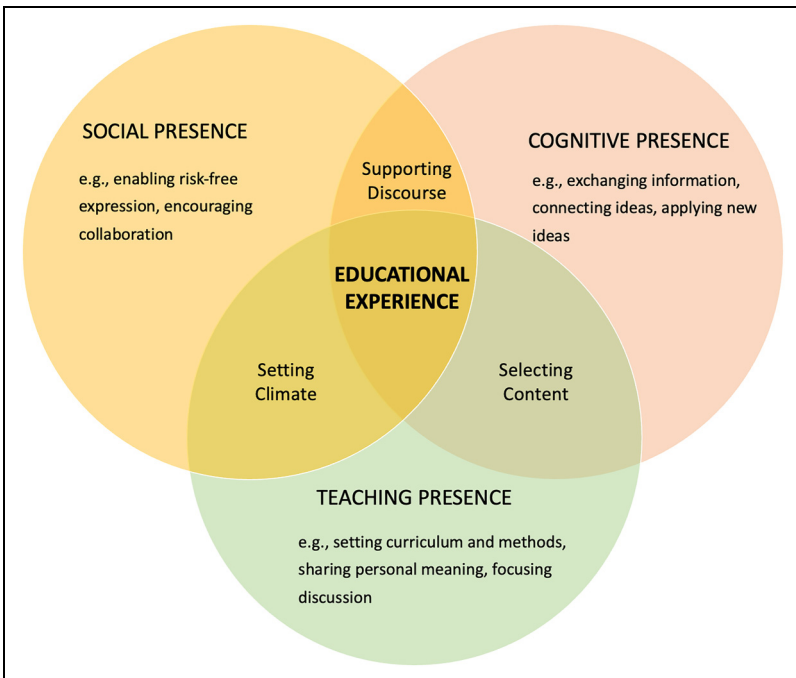 SOCIAL PRESENCE
e.g., enabling risk-free
expression, encouraging
collaboration
COGNITIVE PRESENCE
e.g., exchanging information,
connecting ideas, applying new
ideas
Supporting
Discourse
EDUCATIONAL
EXPERIENCE
Setting
Climate
Selecting
Content
TEACHING PRESENCE
e.g., setting curriculum and methods,
sharing personal meaning, focusing
discussion